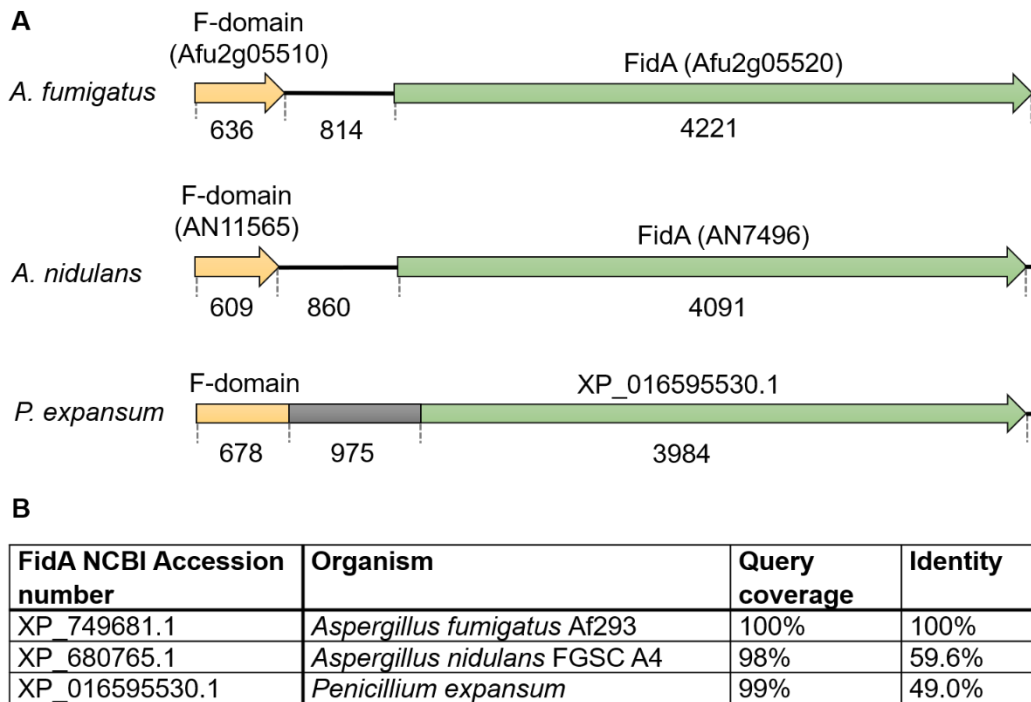 A
F-domain
(Afu2g05510)
FidA (Afu2g05520)
A. fumigatus
636 814 4221
F-domain
(AN11565)
FidA (AN7496)
A. nidulans
609 860 4091
F-domain XP_016595530.1
P. expansum
678 975 3984
B
FidA NCBI Accession Organism Query Identity
number coverage
XP_749681.1 Aspergillus fumigatus Af293 100% 100%
XP_680765.1 Aspergillus nidulans FGSC A4 98% 59.6%
XP_016595530.1 Penicillium expansum 99% 49.0%